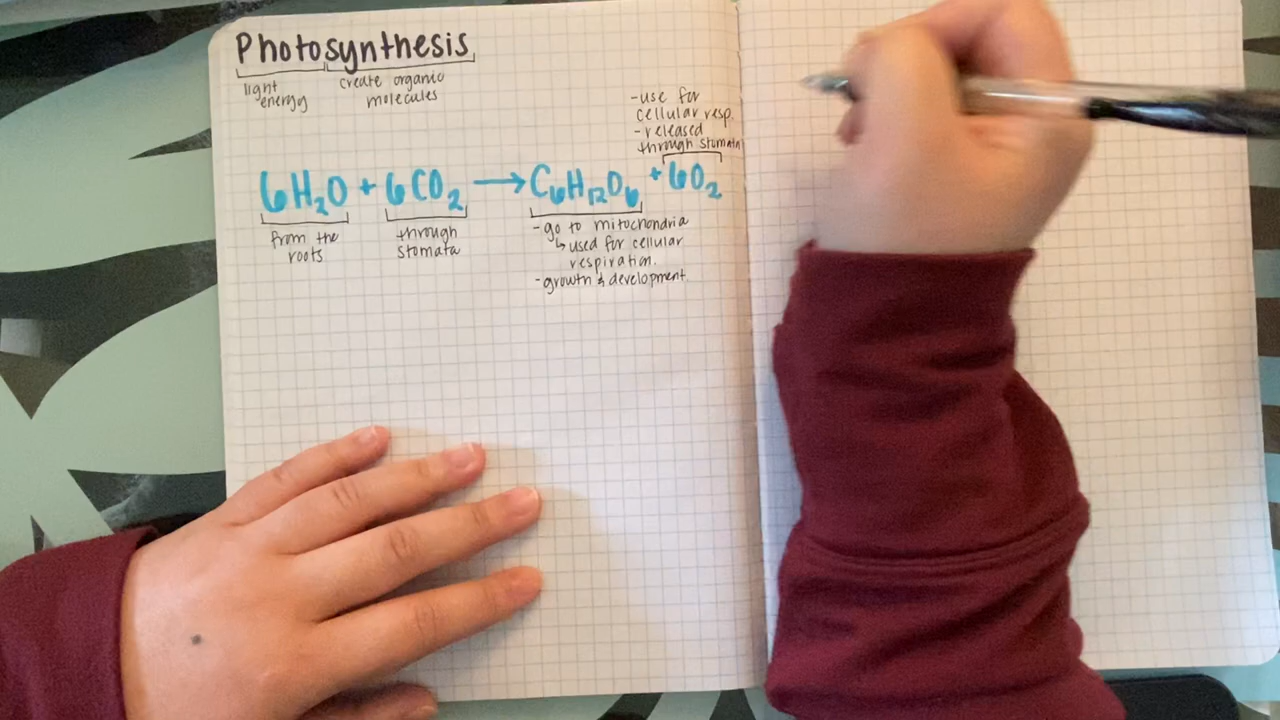 Photosynthesis
light
energy
create organic
molecules
-use for
cellular resp.
-released
through stomata
6H₂O + 6CO₂ → C₆H₁₂O₆ + 6O₂
from the
roots
through
stomata
-go to mitochondria
↳ used for cellular
respiration.
-growth & development.